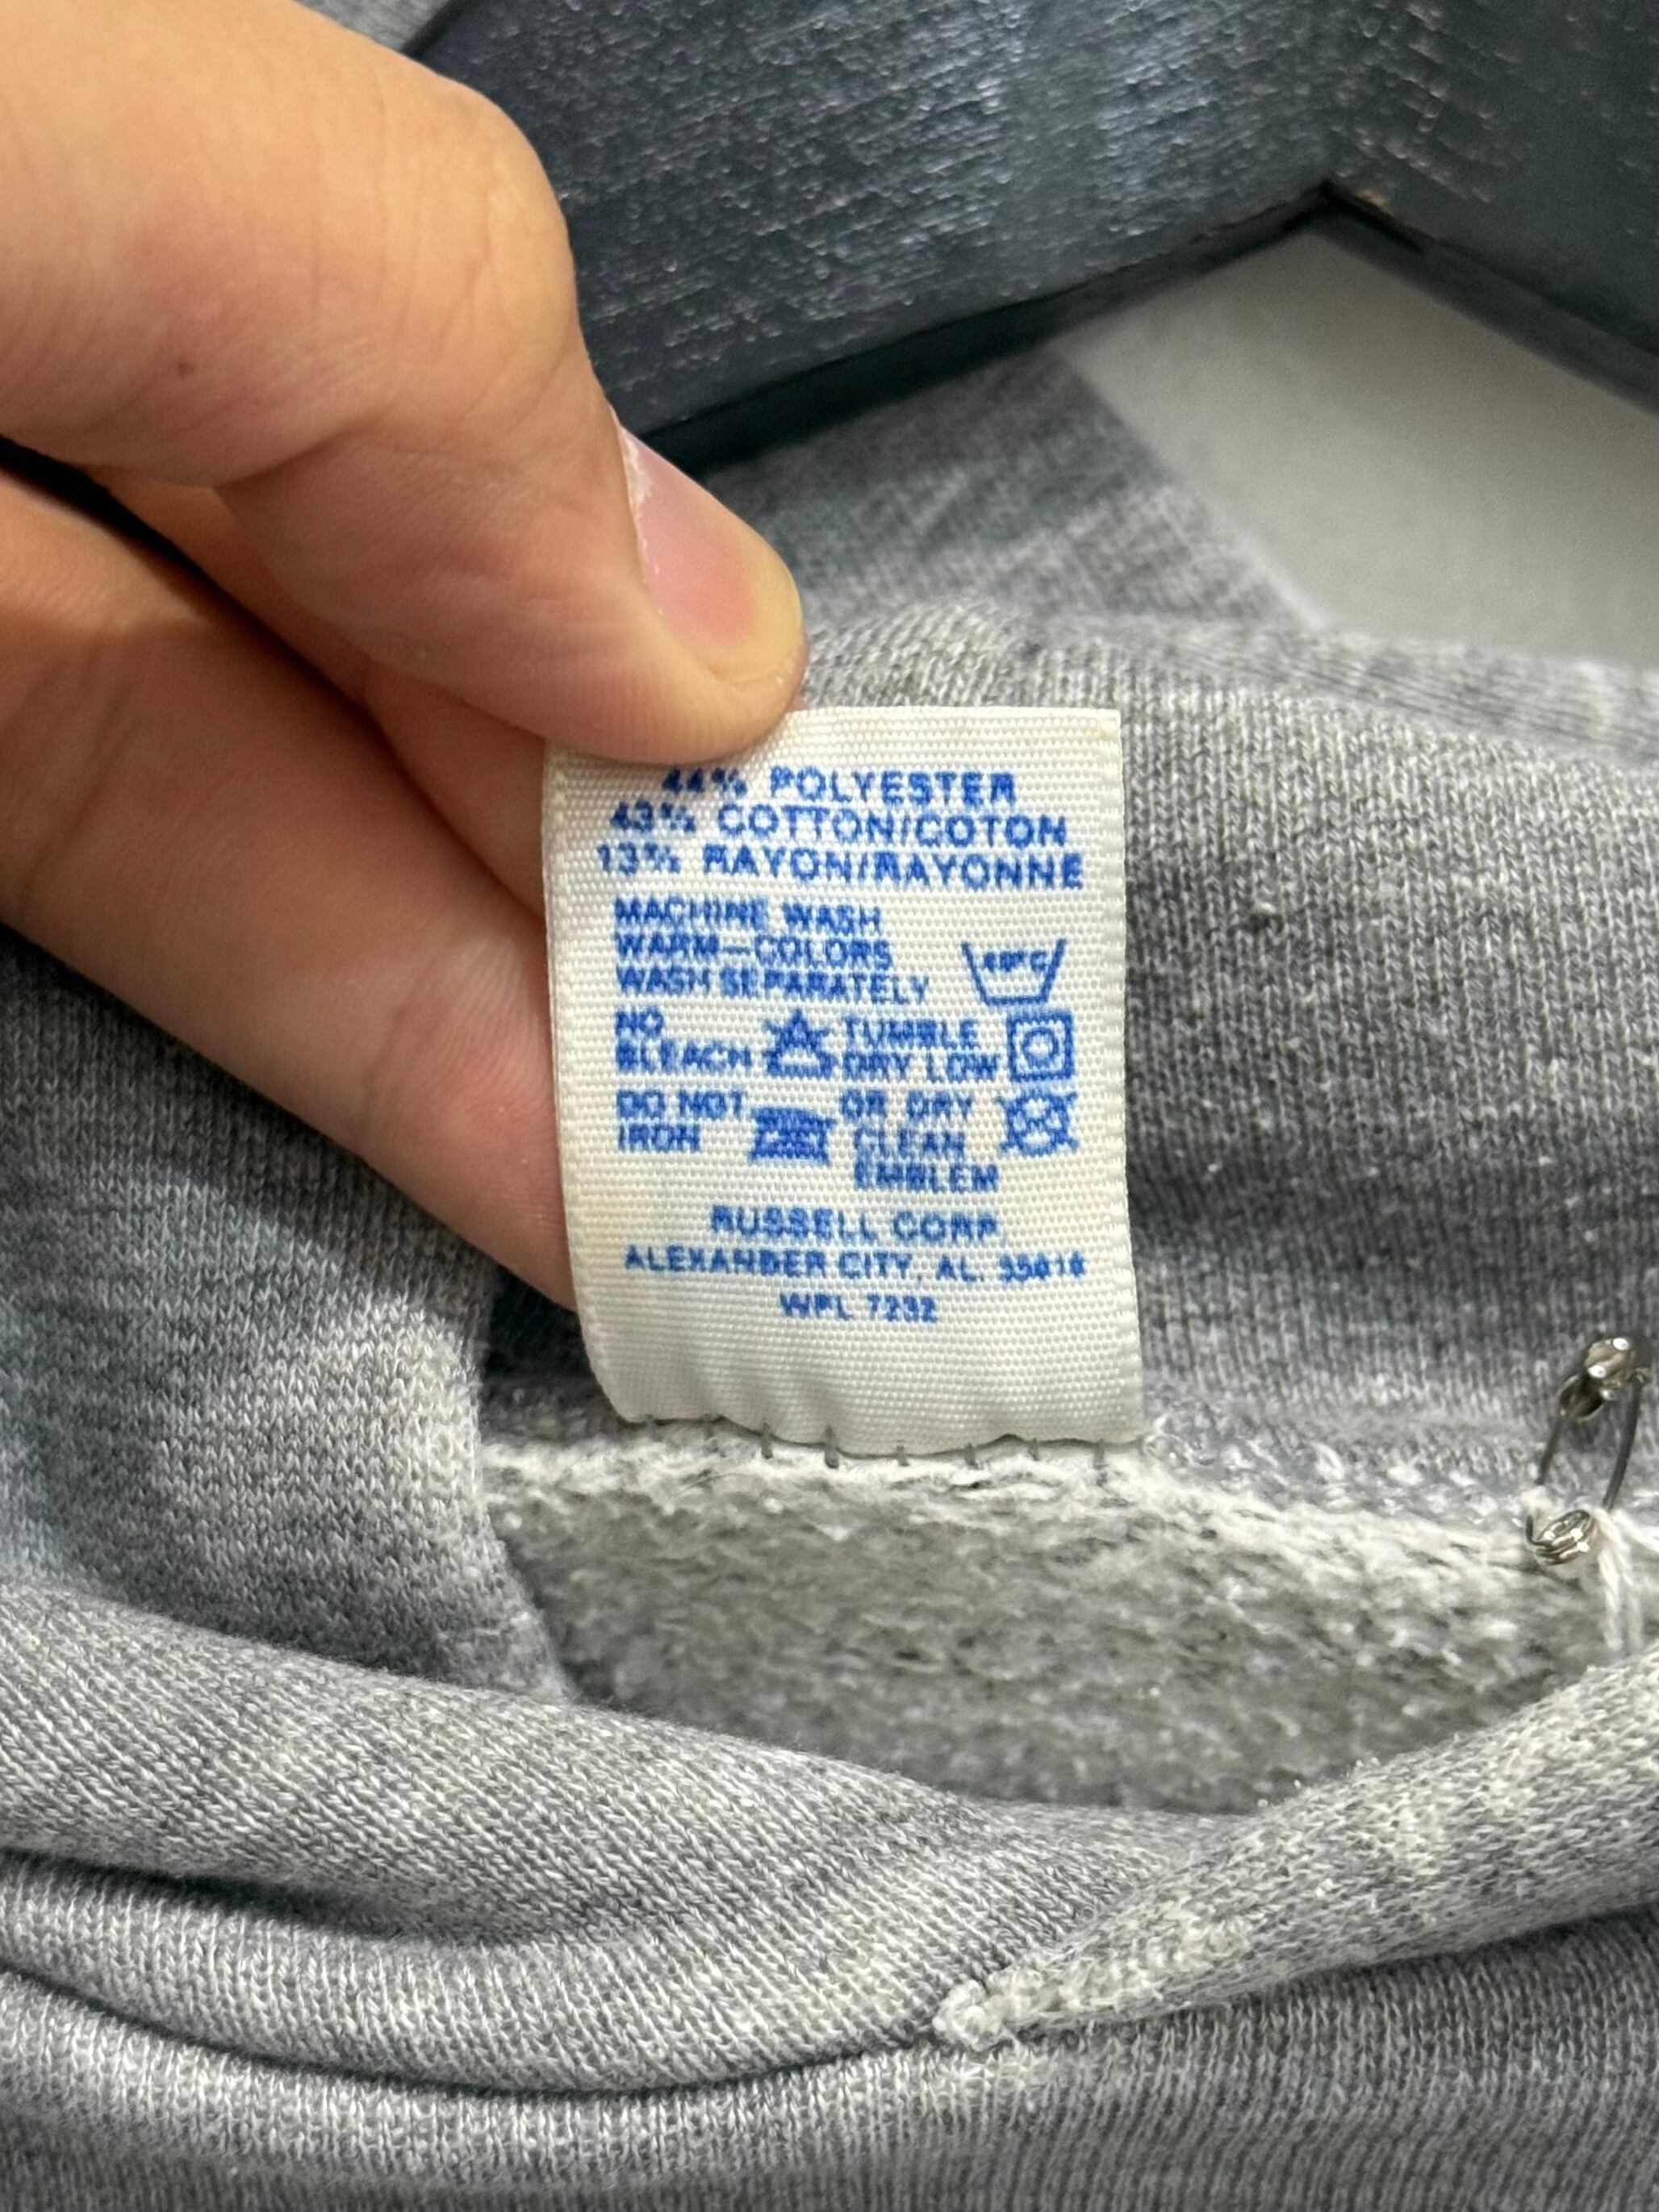 44% POLYESTER
43% COTTON/COTON
13% RAYON/RAYONNE
MACHINE WASH
WARM—COLORS
WASH SEPARATELY
40°C
NO
BLEACH
TUMBLE
DRY LOW
DO NOT
IRON
OR DRY
CLEAN
EMBLEM
RUSSELL CORP.
ALEXANDER CITY, AL. 35010
WPL 7232